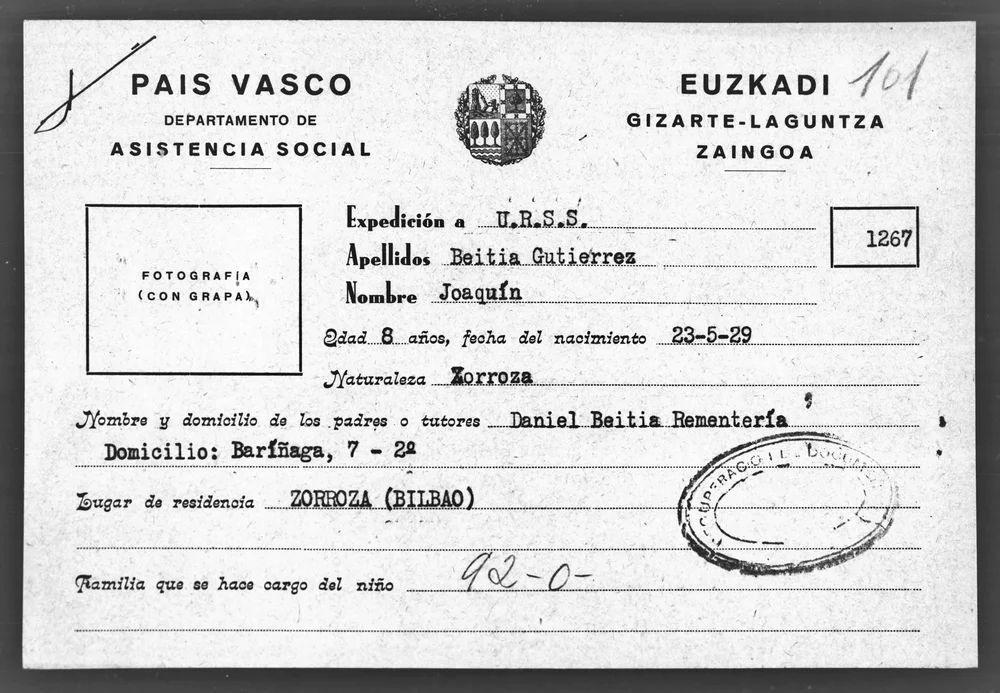 PAIS VASCO
DEPARTAMENTO DE
ASISTENCIA SOCIAL
EUZKADI
GIZARTE-LAGUNTZA
ZAINGOA
101
FOTOGRAFIA
(CON GRAPA)
Expedición a U.R.S.S.
1267
Apellidos Beitia Gutierrez
Nombre Joaquín
Edad 8 años, fecha del nacimiento 23-5-29
Naturaleza Zorroza
Nombre y domicilio de los padres o tutores Daniel Beitia Rementería
Domicilio: Baríñaga, 7 - 2º
Lugar de residencia ZORROZA (BILBAO)
Familia que se hace cargo del niño 92-0-